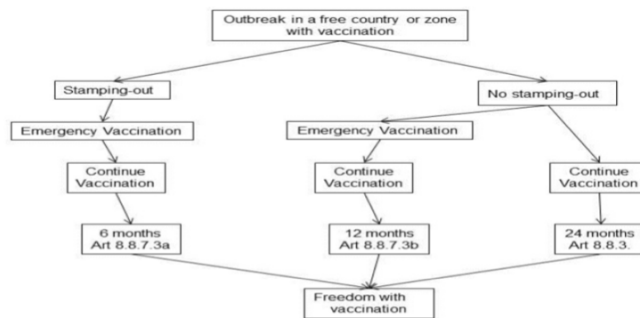 Outbreak in a free country or zone
with vaccination
Stamping-out
No stamping-out
Emergency Vaccination
Emergency Vaccination
Continue
Vaccination
Continue
Vaccination
Continue
Vaccination
6 months
Art 8.8.7.3a
12 months
Art 8.8.7.3b
24 months
Art 8.8.3.
Freedom with
vaccination